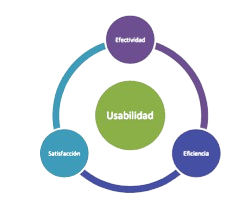 Efectividad
Usabilidad
Satisfacción
Eficiencia